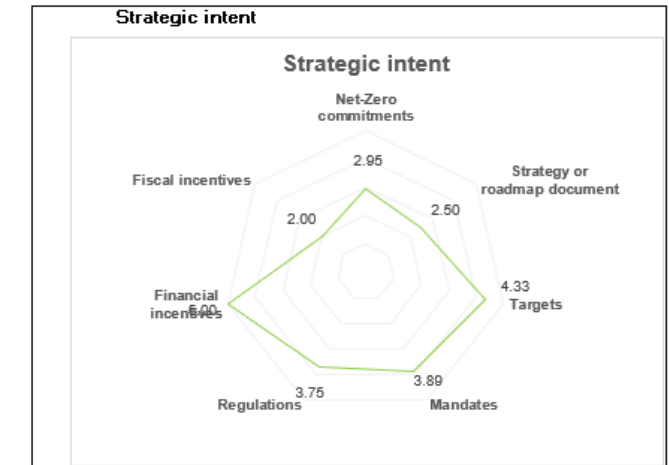 Strategic intent
Strategic intent
Net-Zero
commitments
2.95
Strategy or
roadmap document
Fiscal incentives
2.00
2.50
4.33
Targets
Financial
incentives
5.00
3.89
3.75
Regulations
Mandates